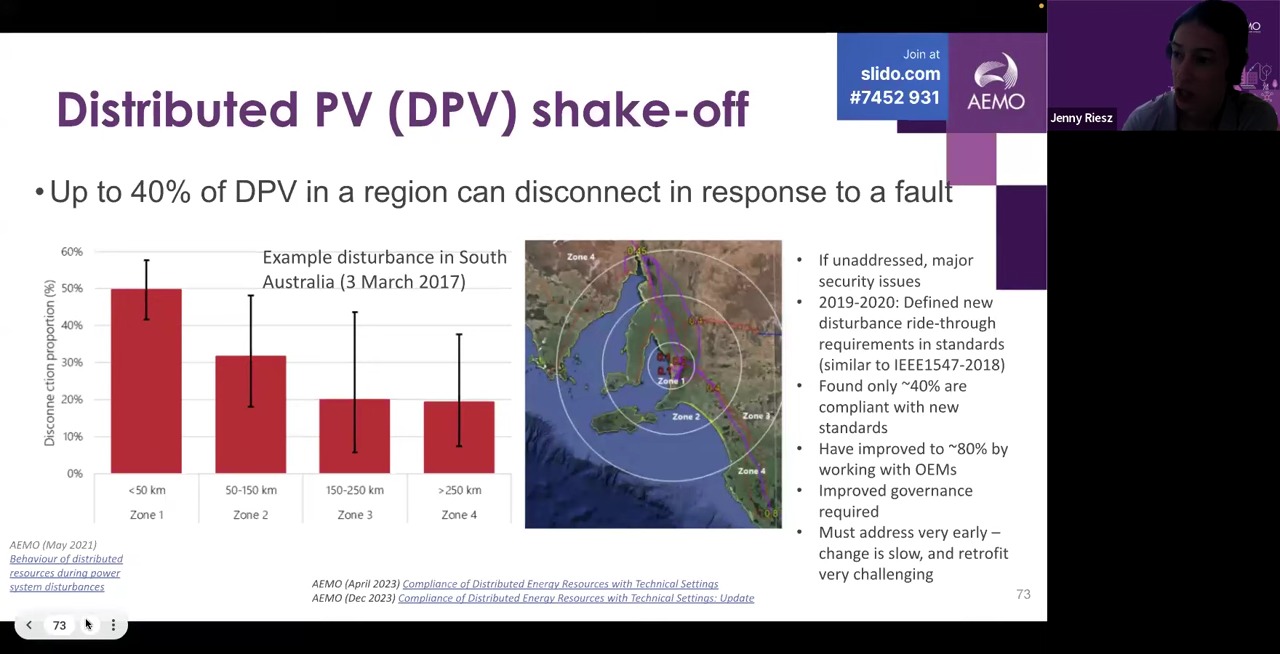 Join at
slido.com
#7452 931
AEMO
Jenny Riesz
Distributed PV (DPV) shake-off
• Up to 40% of DPV in a region can disconnect in response to a fault
Example disturbance in South
Australia (3 March 2017)
Disconnection proportion (%)
60%
50%
40%
30%
20%
10%
0%
<50 km
50-150 km
150-250 km
>250 km
Zone 1
Zone 2
Zone 3
Zone 4
Zone 4
Zone 1
Zone 2
Zone 3
Zone 4
• If unaddressed, major
security issues
• 2019-2020: Defined new
disturbance ride-through
requirements in standards
(similar to IEEE1547-2018)
• Found only ~40% are
compliant with new
standards
• Have improved to ~80% by
working with OEMs
• Improved governance
required
• Must address very early –
change is slow, and retrofit
very challenging
AEMO (May 2021)
Behaviour of distributed
resources during power
system disturbances
AEMO (April 2023) Compliance of Distributed Energy Resources with Technical Settings
AEMO (Dec 2023) Compliance of Distributed Energy Resources with Technical Settings: Update
73
73